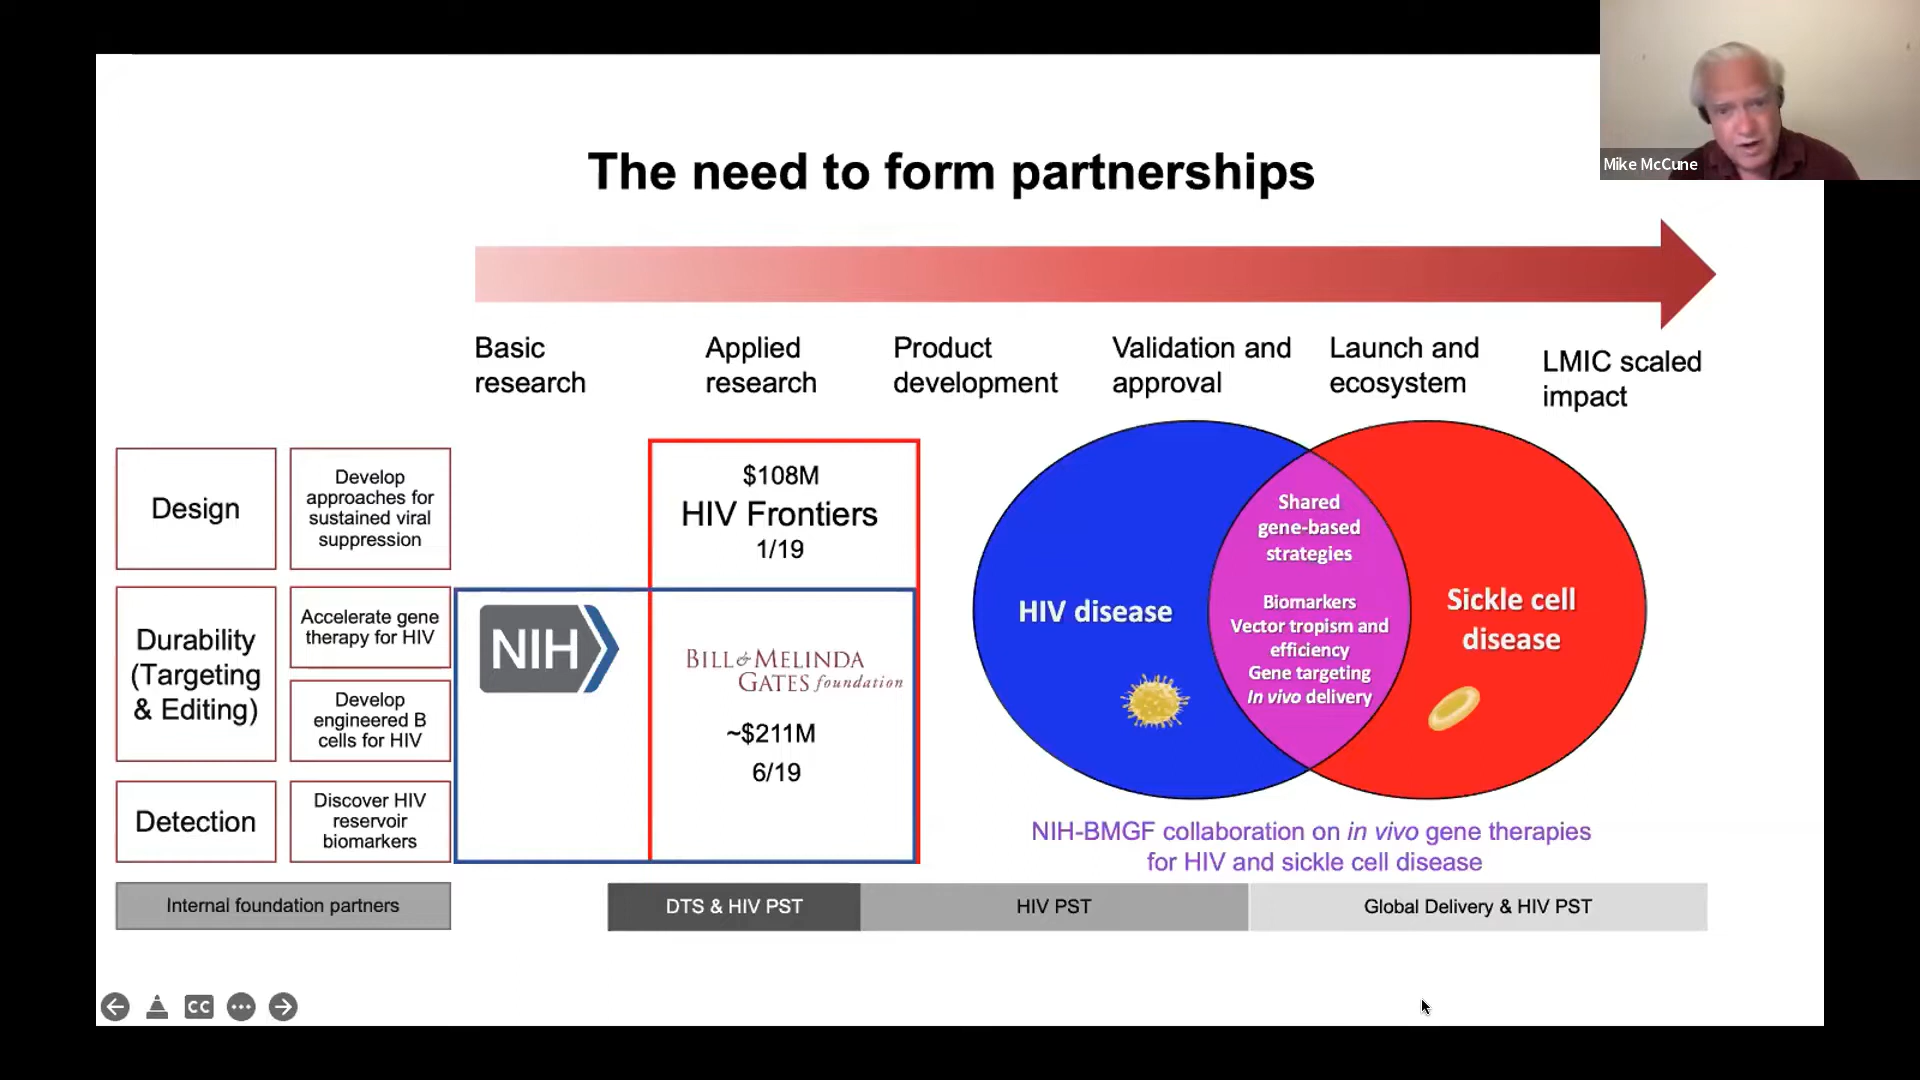 Mike McCune
The need to form partnerships
Basic
research
Applied
research
Product
development
Validation and
approval
Launch and
ecosystem
LMIC scaled
impact
Design
Develop
approaches for
sustained viral
suppression
$108M
HIV Frontiers
1/19
Durability
(Targeting
& Editing)
Accelerate gene
therapy for HIV
Develop
engineered B
cells for HIV
NIH
BILL & MELINDA
GATES foundation
~$211M
6/19
Detection
Discover HIV
reservoir
biomarkers
HIV disease
Shared
gene-based
strategies
Biomarkers
Vector tropism and
efficiency
Gene targeting
In vivo delivery
Sickle cell
disease
NIH-BMGF collaboration on in vivo gene therapies
for HIV and sickle cell disease
Internal foundation partners
DTS & HIV PST
HIV PST
Global Delivery & HIV PST
CC